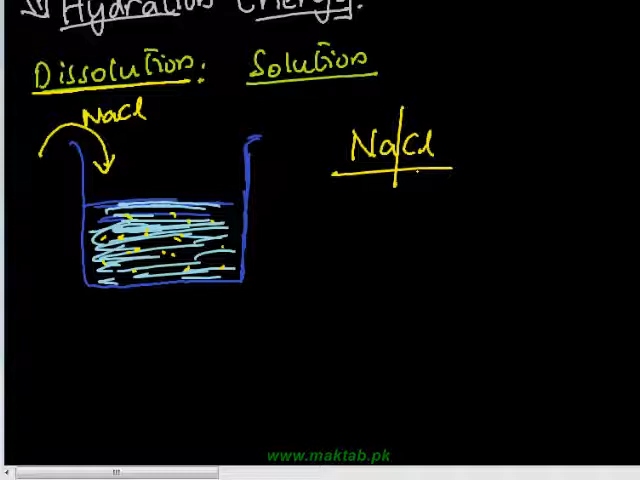 Hydration Energy:
Dissolution: Solution
NaCl
NaCl
www.maktab.pk